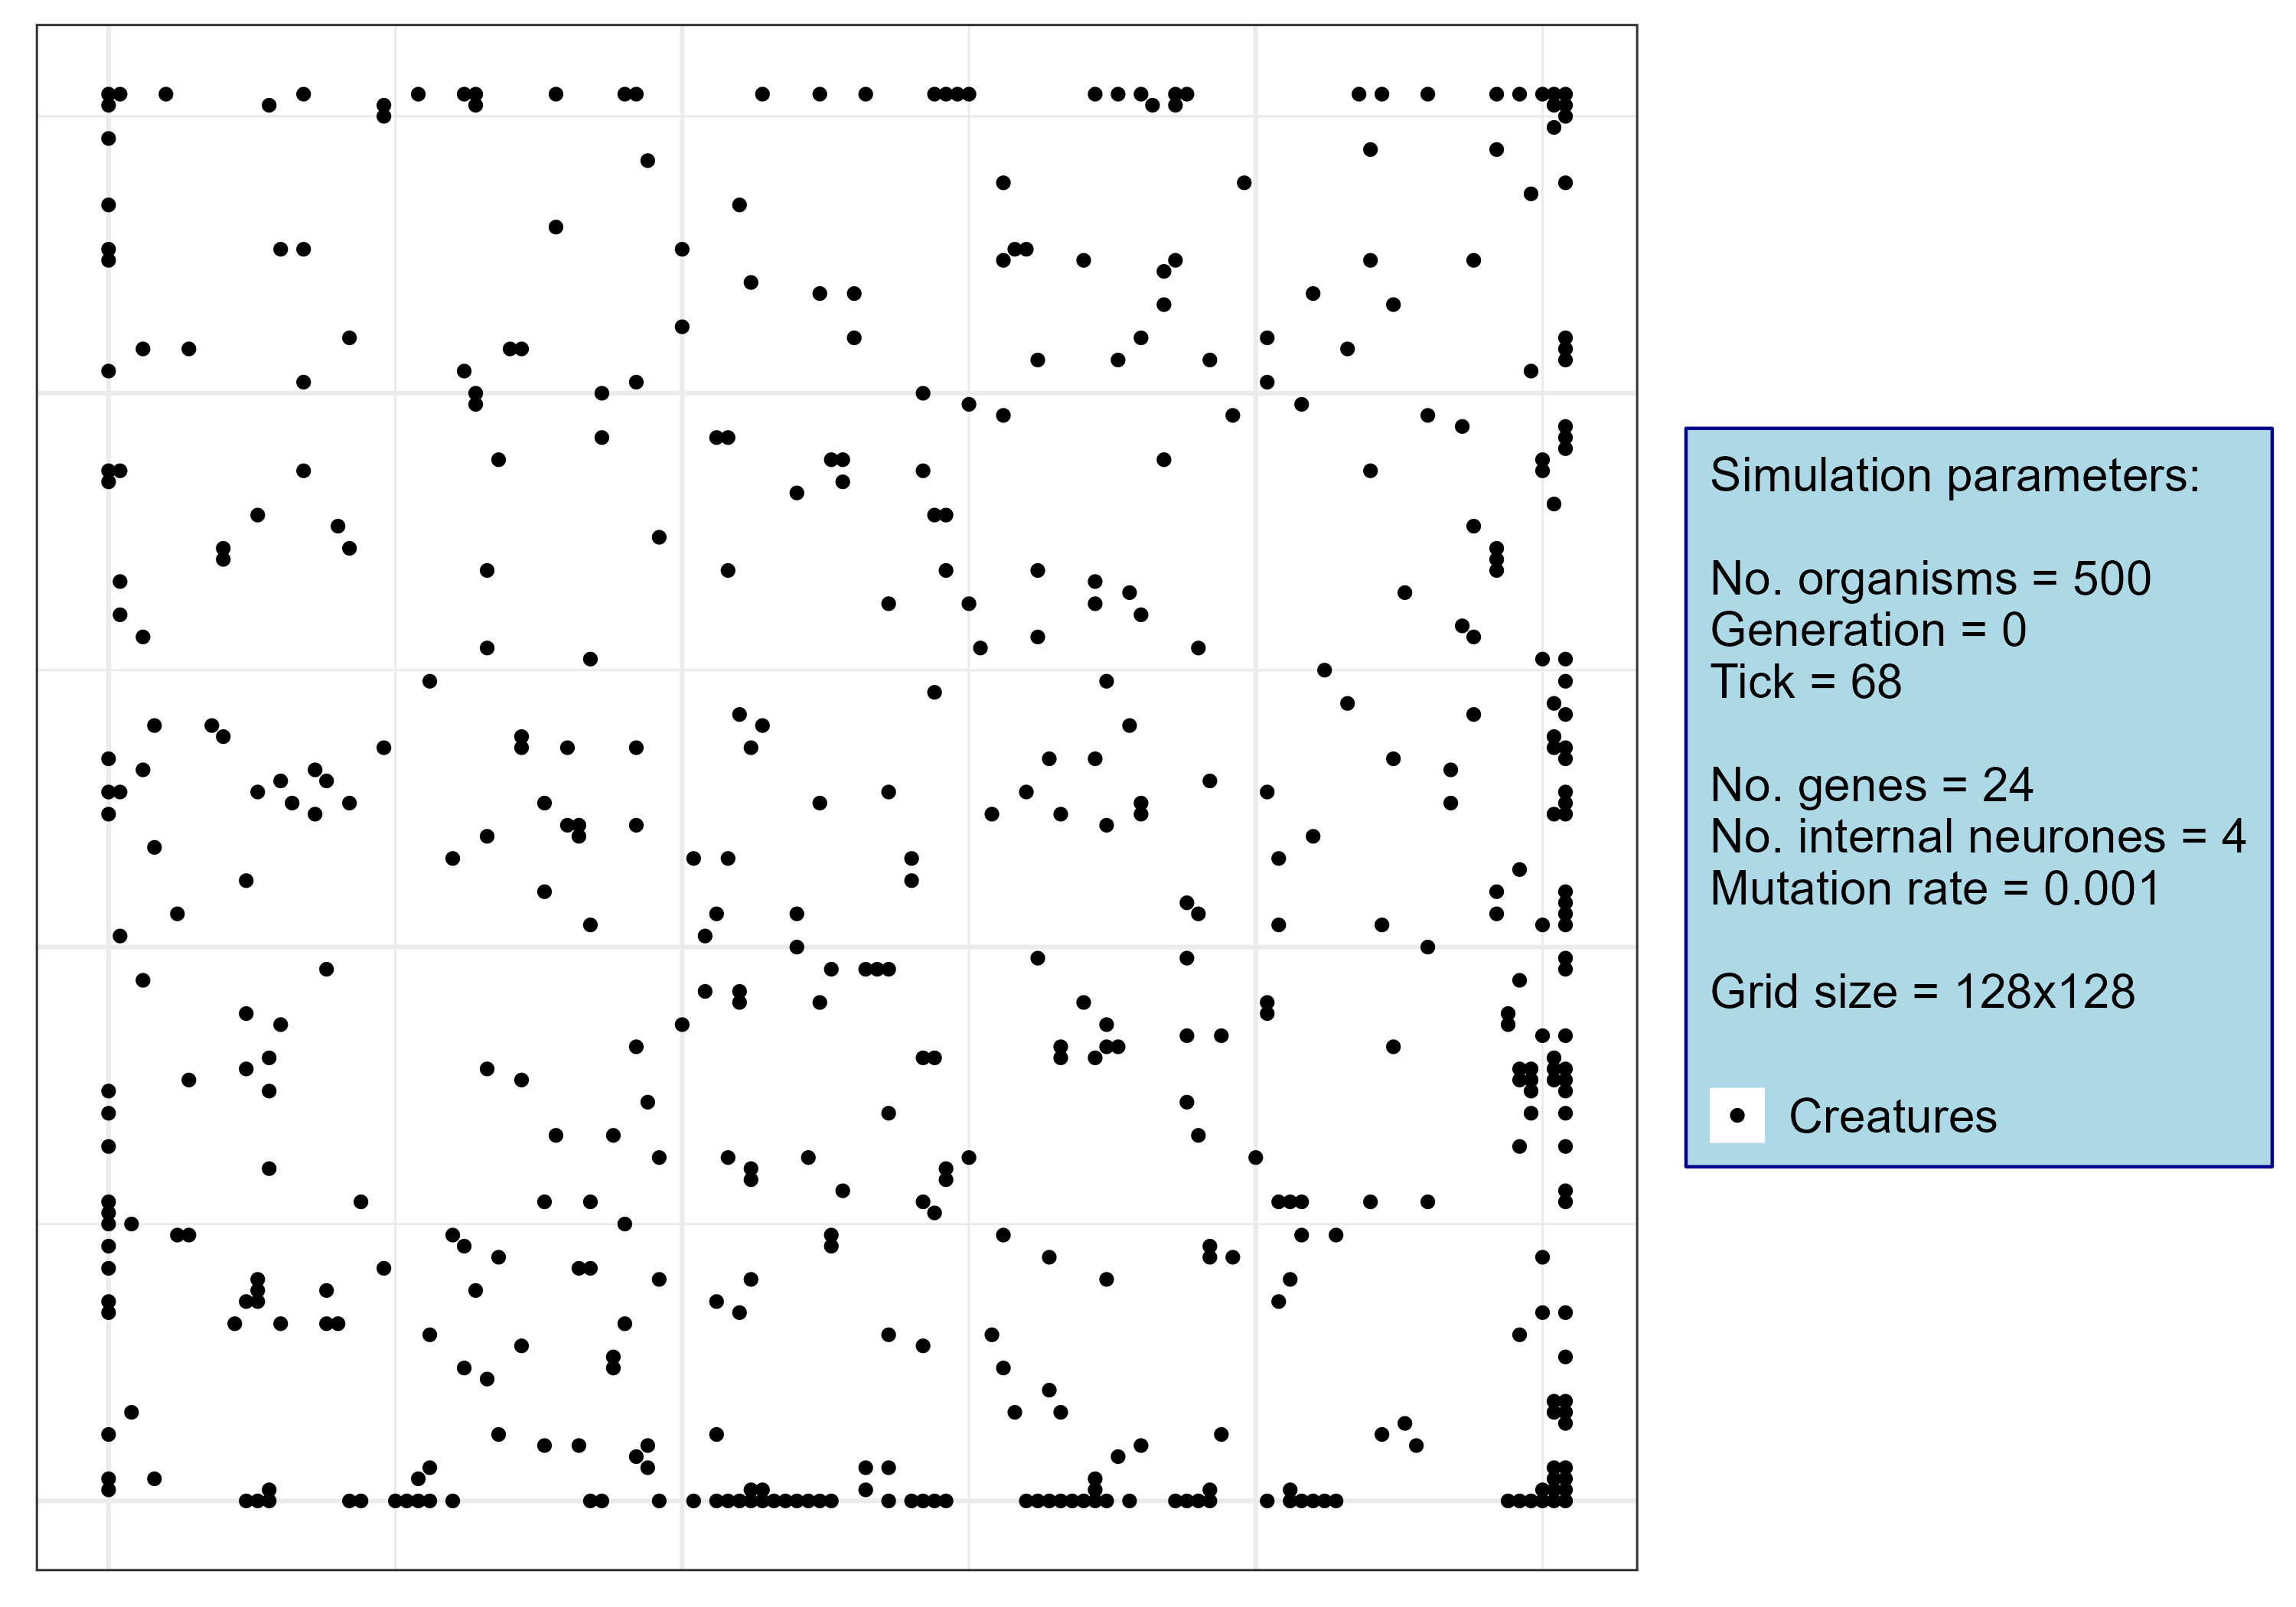 Simulation parameters:
No. organisms = 500
Generation = 0
Tick = 68
No. genes = 24
No. internal neurones = 4
Mutation rate = 0.001
Grid size = 128x128
Creatures